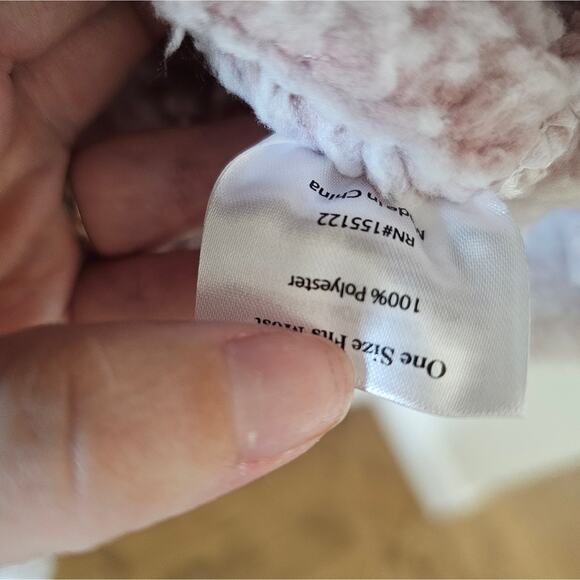 One Size Fits Most
100% Polyester
RN#155122
Made in China